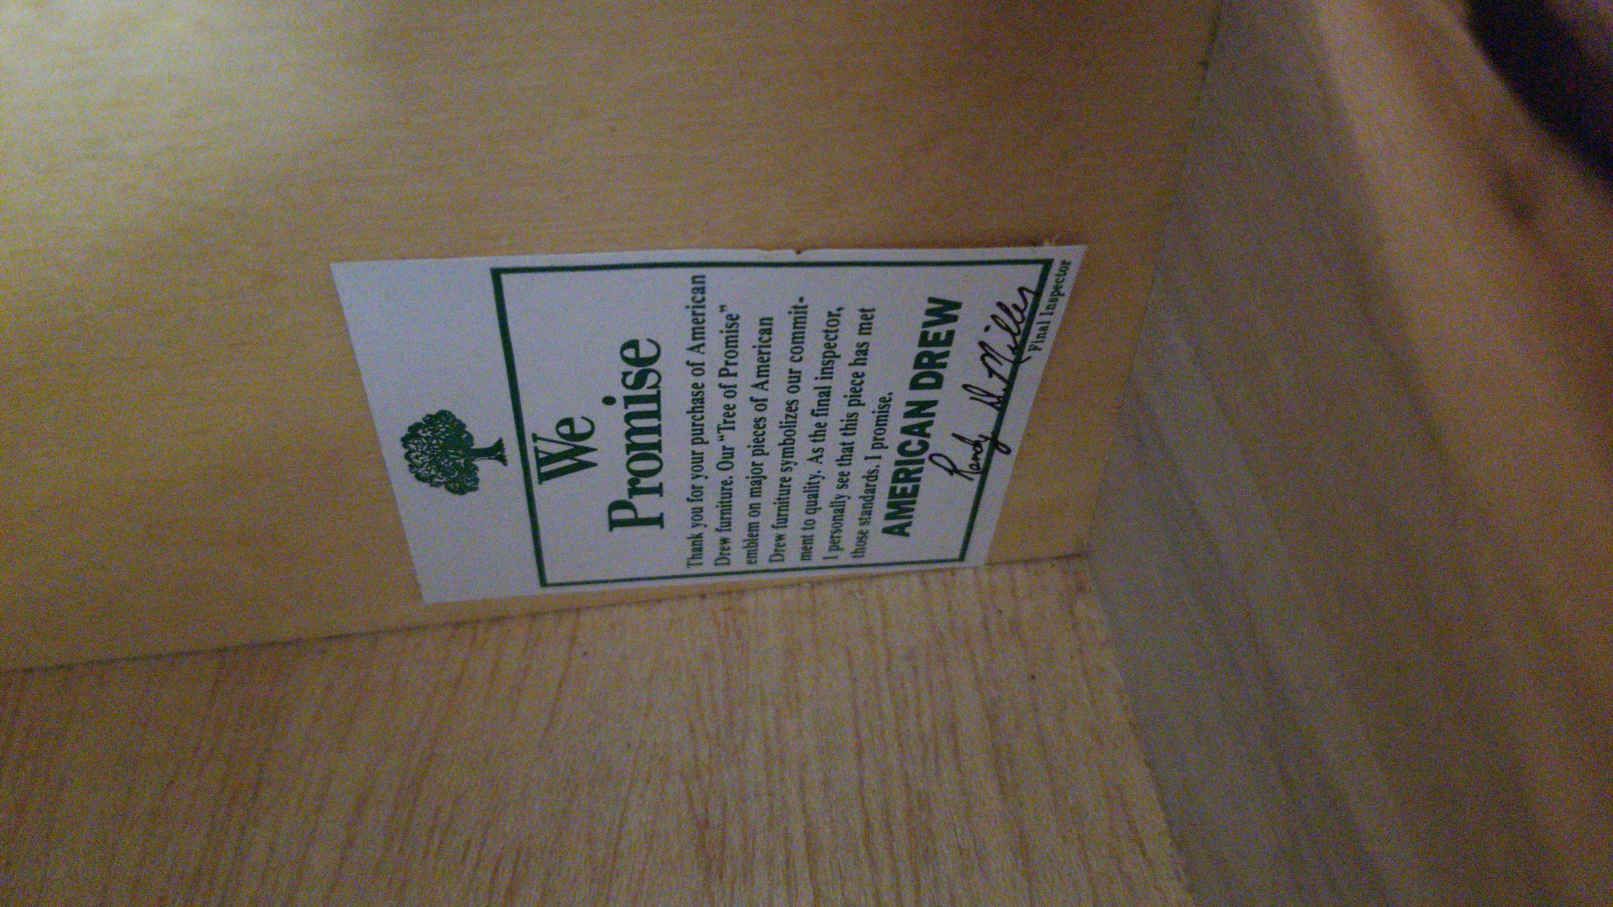 We
Promise
Thank you for your purchase of American
Drew furniture. Our “Tree of Promise”
emblem on major pieces of American
Drew furniture symbolizes our commit-
ment to quality. As the final inspector,
I personally see that this piece has met
those standards. I promise.
AMERICAN DREW
Randy H. Miller
Final Inspector